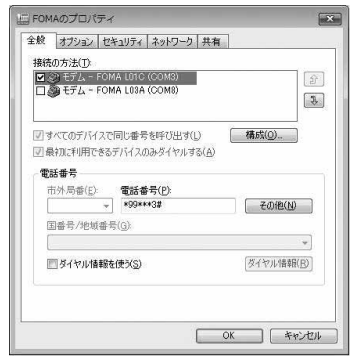 FOMAのプロパティ
全般 オプション セキュリティ ネットワーク 共有
接続の方法(T):
モデム - FOMA L01C (COM3)
モデム - FOMA L03A (COM8)
すべてのデバイスで同じ番号を呼び出す(L) 構成(O)...
最初に利用できるデバイスのみダイヤルする(A)
電話番号
市外局番(E): 電話番号(P):
*99***3# その他(N)
国番号/地域番号(G):
ダイヤル情報を使う(S) ダイヤル情報(R)
OK キャンセル